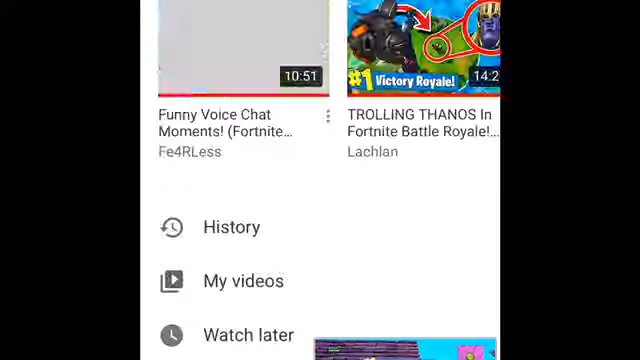 10:51
#1 Victory Royale!
14:2
Funny Voice Chat
Moments! (Fortnite...
Fe4RLess
TROLLING THANOS In
Fortnite Battle Royale!...
Lachlan
History
My videos
Watch later